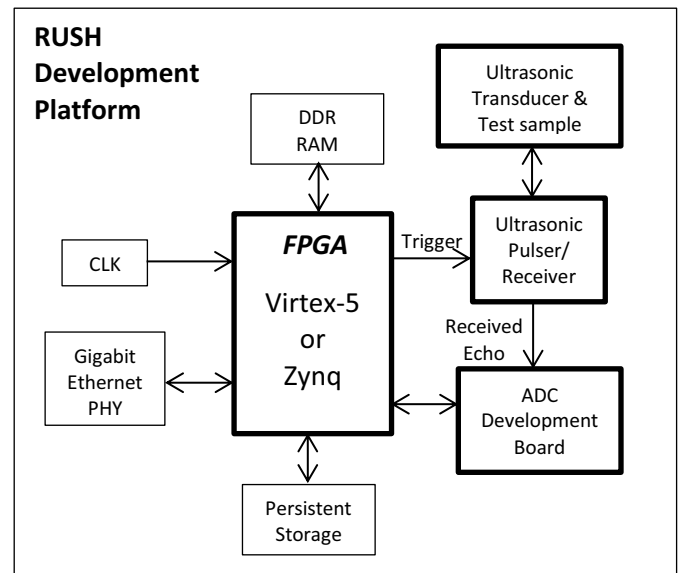 RUSH
Development
Platform
DDR
RAM
Ultrasonic
Transducer &
Test sample
CLK
FPGA
Virtex-5
or
Zynq
Trigger
Ultrasonic
Pulser/
Receiver
Received
Echo
Gigabit
Ethernet
PHY
ADC
Development
Board
Persistent
Storage